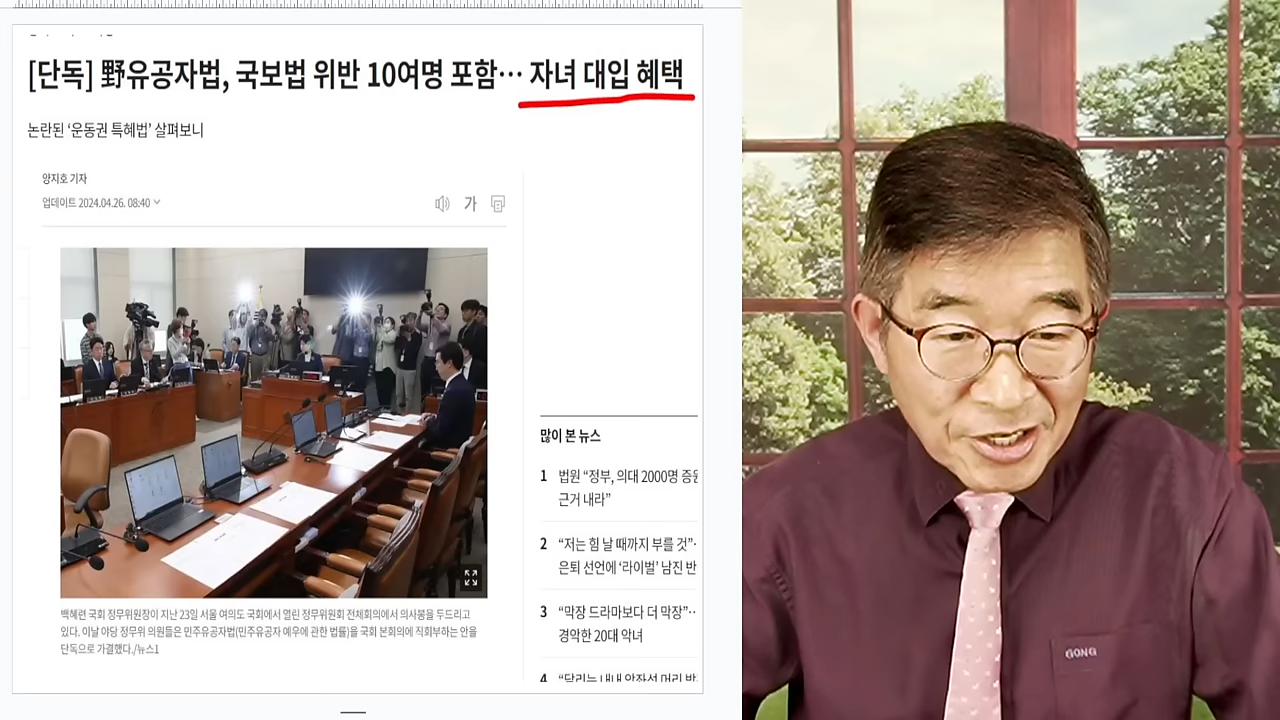 [단독] 野유공자법, 국보법 위반 10여명 포함… 자녀 대입 혜택
논란된 ‘운동권 특혜법’ 살펴보니
양지호 기자
업데이트 2024.04.26. 08:40
가
백혜련 국회 정무위원장이 지난 23일 서울 여의도 국회에서 열린 정무위원회 전체회의에서 의사봉을 두드리고
있다. 이날 야당 정무위 의원들은 민주유공자법(민주유공자 예우에 관한 법률)을 국회 본회의에 직회부하는 안을
단독으로 가결했다./뉴스1
많이 본 뉴스
1 법원 “정부, 의대 2000명 증원
근거 내라”
2 “저는 힘 날 때까지 부를 것”··
은퇴 선언에 ‘라이벌’ 남진 반
3 “막장 드라마보다 더 막장”··
경악한 20대 악녀
4
GONG